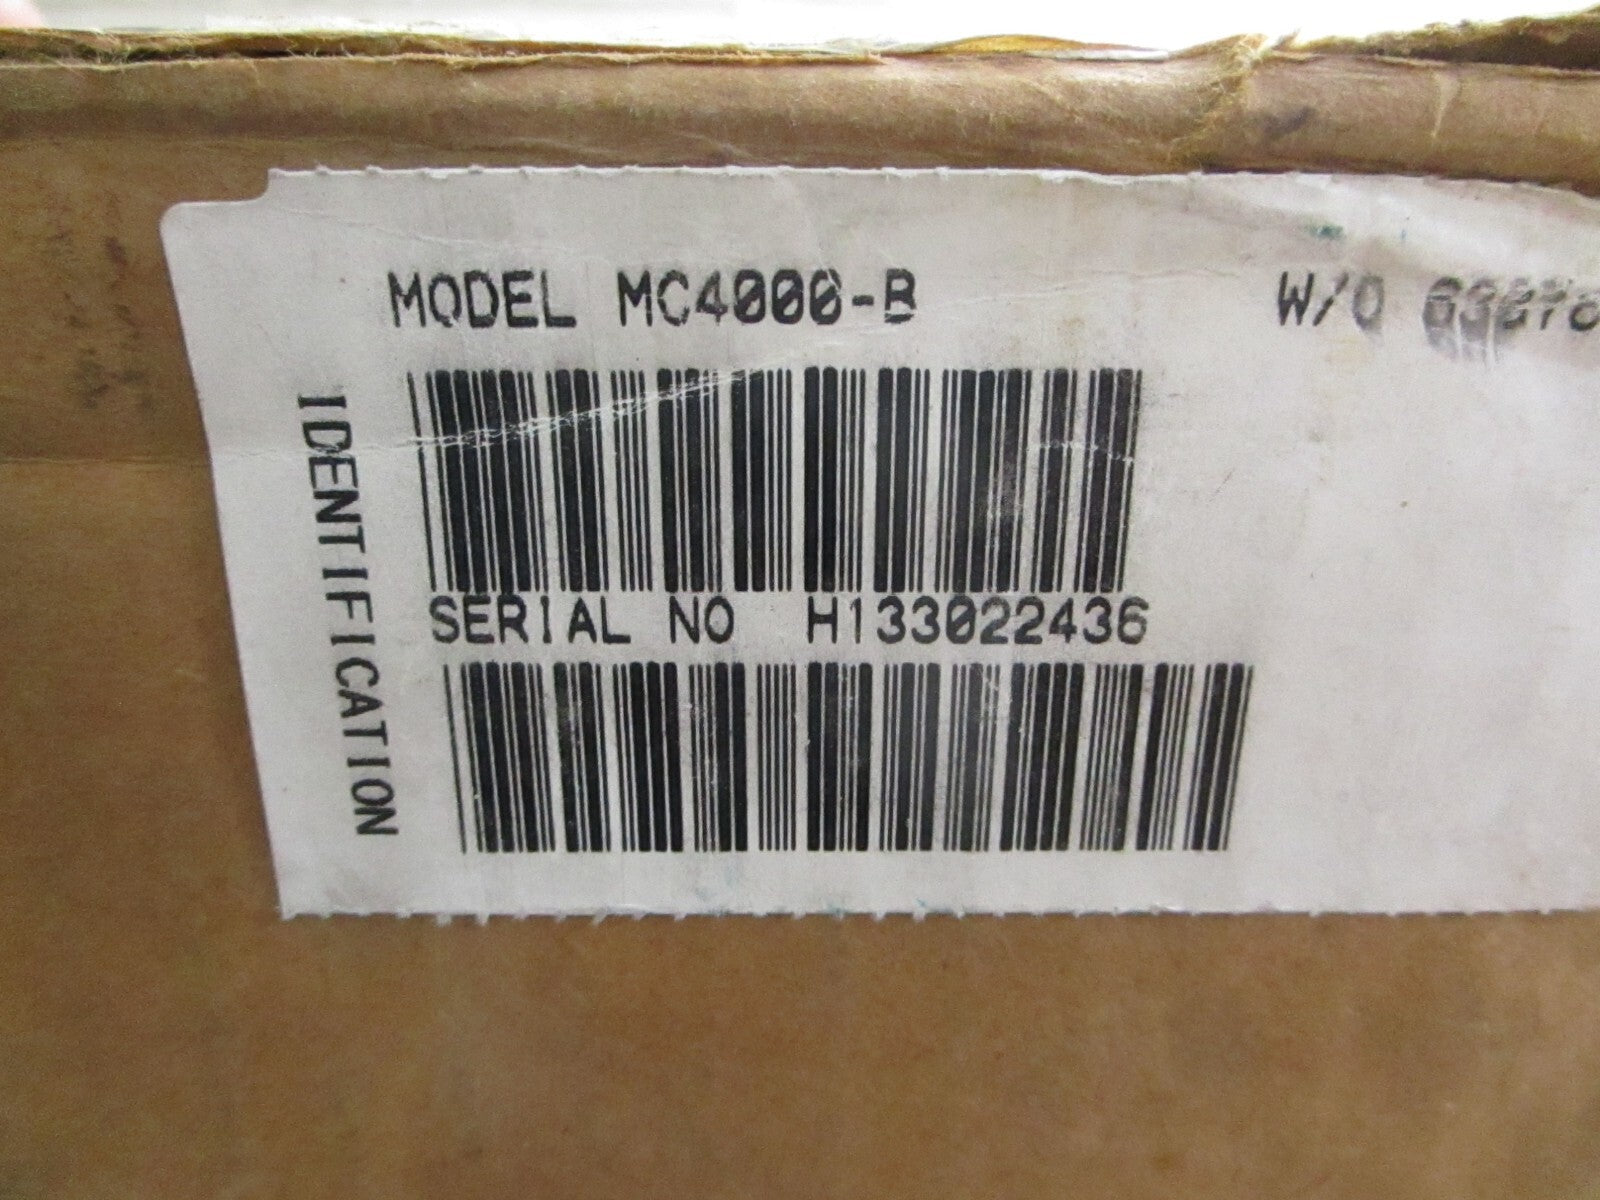 MODEL MC4000-B
W/O
IDENTIFICATION
SERIAL NO H133022436